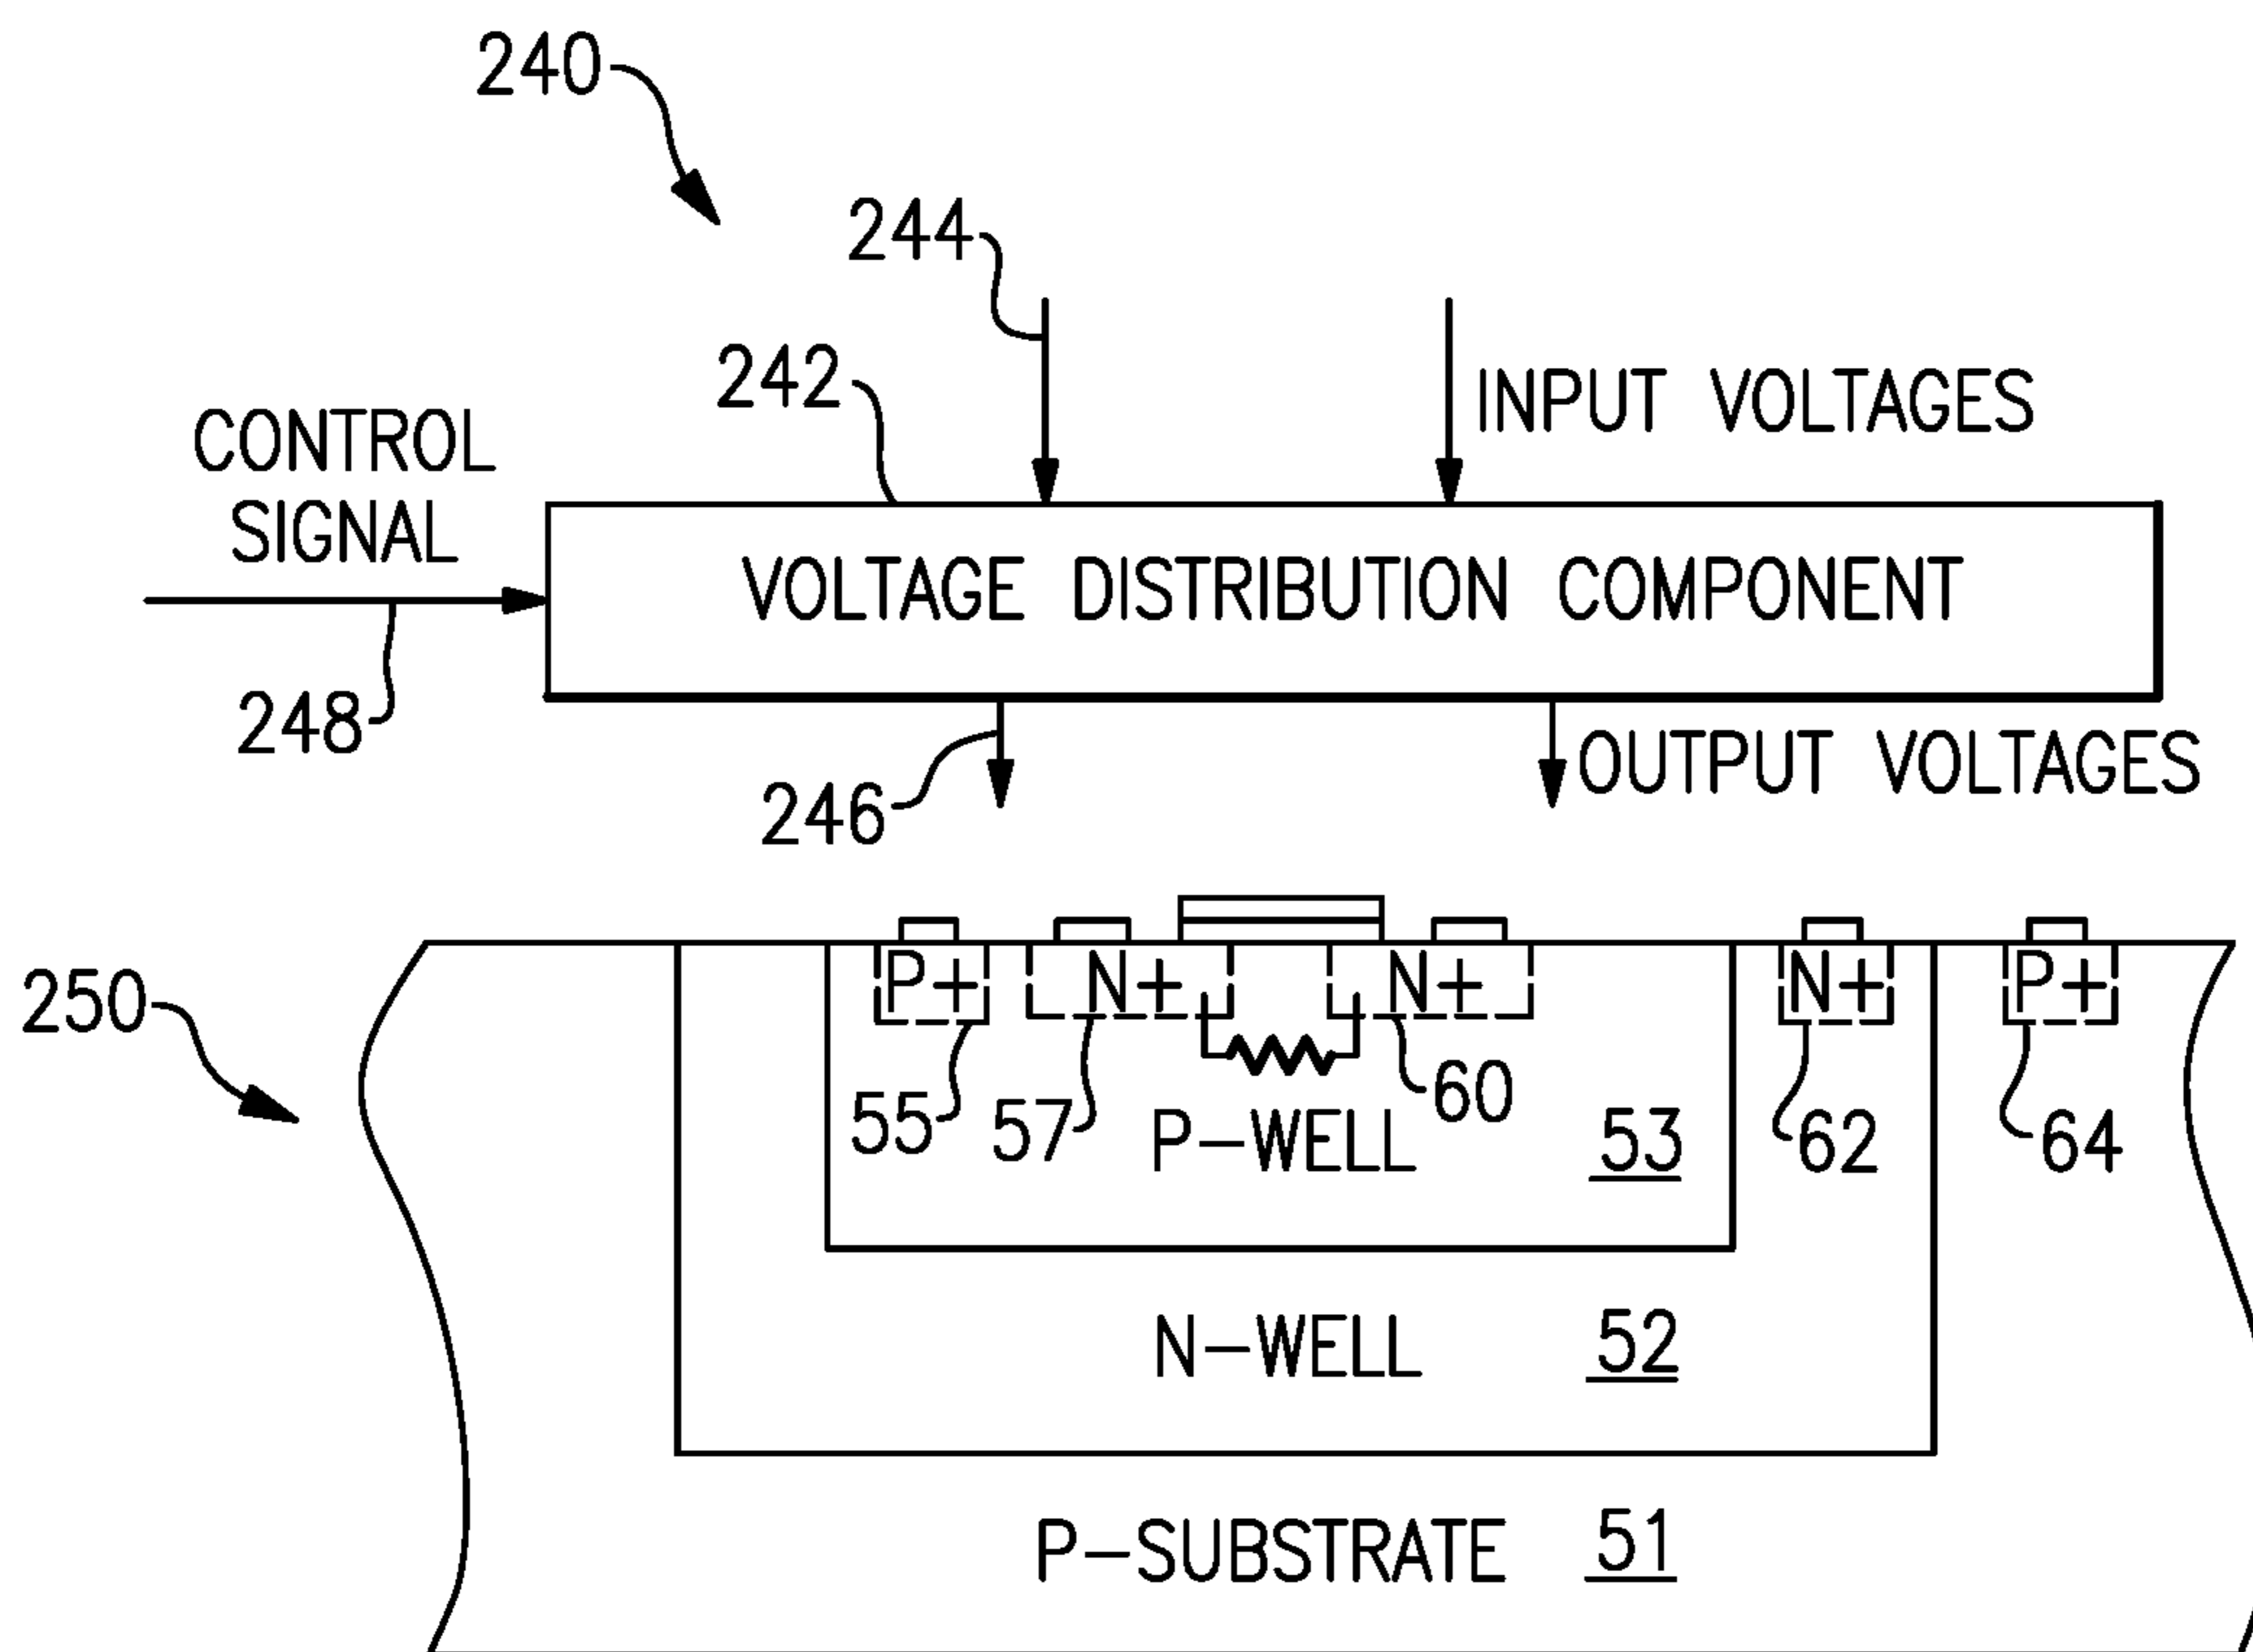 240
244
242
INPUT VOLTAGES
CONTROL
SIGNAL
VOLTAGE DISTRIBUTION COMPONENT
248
246
OUTPUT VOLTAGES
250
P+ N+ N+ N+ P+
55 57 60 62 64
P-WELL 53
N-WELL 52
P-SUBSTRATE 51